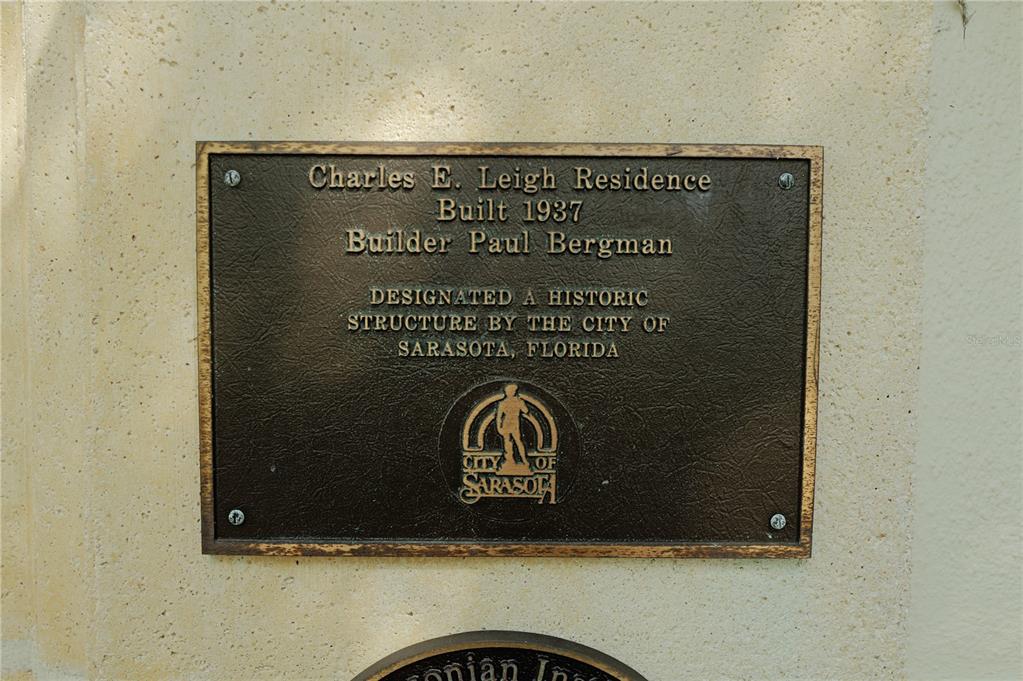 Charles E. Leigh Residence
Built 1937
Builder Paul Bergman
DESIGNATED A HISTORIC
STRUCTURE BY THE CITY OF
SARASOTA, FLORIDA
CITY OF
SARASOTA